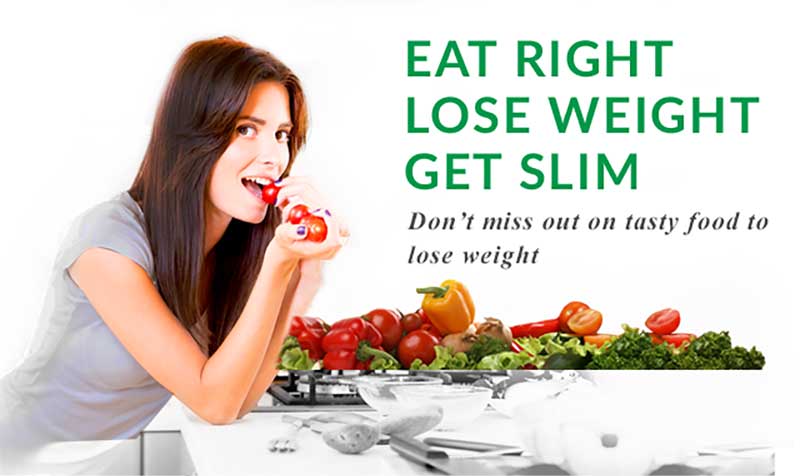 EAT RIGHT
LOSE WEIGHT
GET SLIM
Don’t miss out on tasty food to
lose weight